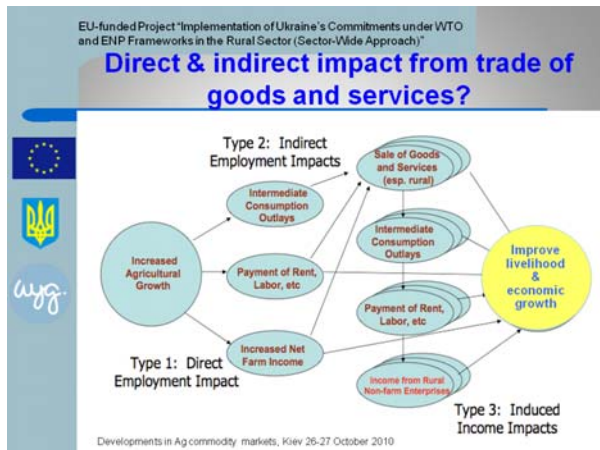 EU-funded Project "Implementation of Ukraine's Commitments under WTO
and ENP Frameworks in the Rural Sector (Sector-Wide Approach)"
Direct & indirect impact from trade of
goods and services?
Type 2: Indirect
Employment Impacts
Sale of Goods
and Services
(esp. rural)
Intermediate
Consumption
Outlays
Intermediate
Consumption
Outlays
Increased
Agricultural
Growth
Payment of Rent,
Labor, etc
Improve
livelihood
&
economic
growth
Payment of Rent,
Labor, etc
Increased Net
Farm Income
Type 1: Direct
Employment Impact
Income from Rural
Non-farm Enterprises
Type 3: Induced
Income Impacts
ayg.
Developments in Ag commodity markets, Kiev 26-27 October 2010